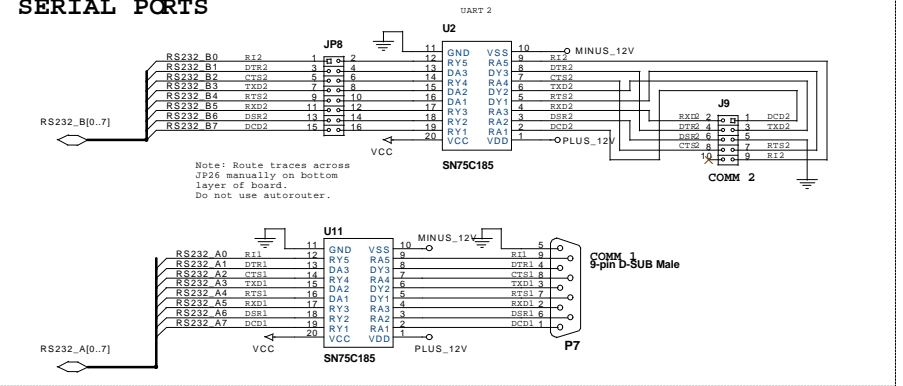 SERIAL PORTS
UART 2
U2
JP8
11 GND VSS 10 MINUS_12V
RS232_B0 RI2 1 2 12 RY5 RA5 9 RI2
RS232_B1 DTR2 3 4 13 DA3 DY3 8 DTR2
RS232_B2 CTS2 5 6 14 RY4 RA4 7 CTS2
RS232_B3 TXD2 7 8 15 DA2 DY2 6 TXD2
RS232_B4 RTS2 9 10 16 DA1 DY1 5 RTS2
RS232_B5 RXD2 11 12 17 RY3 RA3 4 RXD2
RS232_B6 DSR2 13 14 18 RY2 RA2 3 DSR2
RS232_B7 DCD2 15 16 19 RY1 RA1 2 DCD2
20 VCC VDD 1 PLUS_12V
VCC
SN75C185
RS232_B[0..7]
J9
RXD2 2 1 DCD2
DTR2 4 3 TXD2
DSR2 6 5
CTS2 8 7 RTS2
10 9 RI2
COMM 2
Note: Route traces across
JP26 manually on bottom
layer of board.
Do not use autorouter.
U11
11 GND VSS 10 MINUS_12V 5
RS232_A0 RI1 12 RY5 RA5 9 RI1 9
RS232_A1 DTR1 13 DA3 DY3 8 DTR1 4
RS232_A2 CTS1 14 RY4 RA4 7 CTS1 8
RS232_A3 TXD1 15 DA2 DY2 6 TXD1 3
RS232_A4 RTS1 16 DA1 DY1 5 RTS1 7
RS232_A5 RXD1 17 RY3 RA3 4 RXD1 2
RS232_A6 DSR1 18 RY2 RA2 3 DSR1 6
RS232_A7 DCD1 19 RY1 RA1 2 DCD1 1
20 VCC VDD 1
VCC
PLUS_12V
SN75C185
RS232_A[0..7]
COMM 1
9-pin D-SUB Male
P7